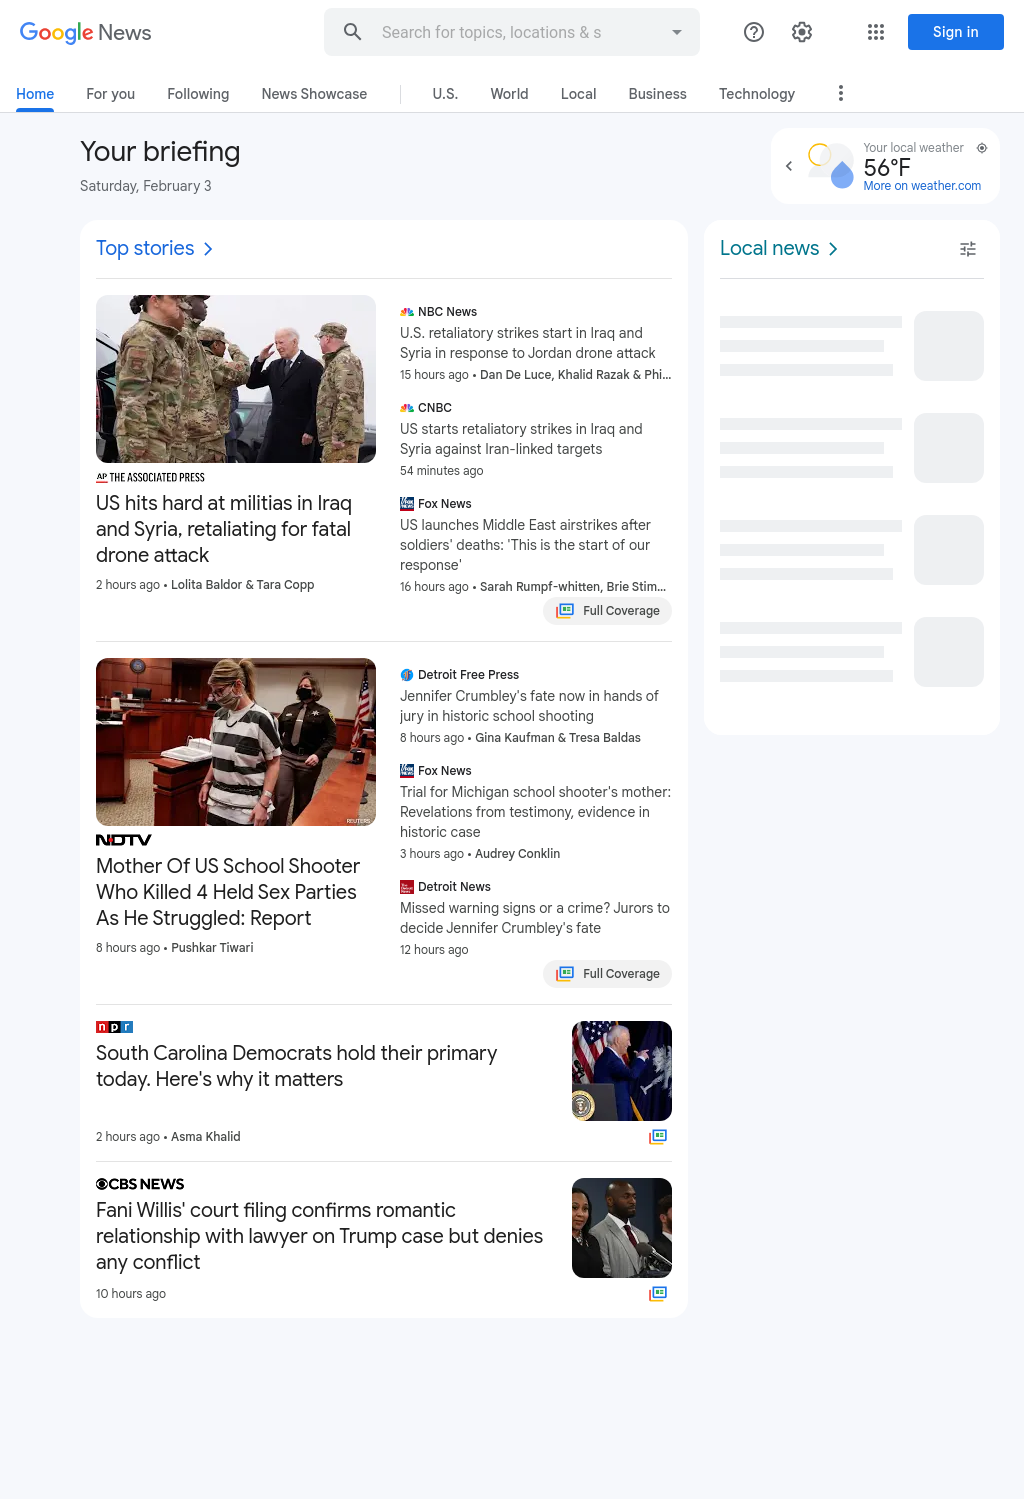 Google News
Search for topics, locations & s
Sign in
Home
For you
Following
News Showcase
U.S.
World
Local
Business
Technology
Your briefing
Saturday, February 3
Your local weather
56°F
More on weather.com
Top stories
AP THE ASSOCIATED PRESS
US hits hard at militias in Iraq
and Syria, retaliating for fatal
drone attack
2 hours ago • Lolita Baldor & Tara Copp
NBC News
U.S. retaliatory strikes start in Iraq and
Syria in response to Jordan drone attack
15 hours ago • Dan De Luce, Khalid Razak & Phi...
CNBC
US starts retaliatory strikes in Iraq and
Syria against Iran-linked targets
54 minutes ago
Fox News
US launches Middle East airstrikes after
soldiers' deaths: 'This is the start of our
response'
16 hours ago • Sarah Rumpf-whitten, Brie Stim...
Full Coverage
REUTERS
NDTV
Mother Of US School Shooter
Who Killed 4 Held Sex Parties
As He Struggled: Report
8 hours ago • Pushkar Tiwari
Detroit Free Press
Jennifer Crumbley's fate now in hands of
jury in historic school shooting
8 hours ago • Gina Kaufman & Tresa Baldas
Fox News
Trial for Michigan school shooter's mother:
Revelations from testimony, evidence in
historic case
3 hours ago • Audrey Conklin
Detroit News
Missed warning signs or a crime? Jurors to
decide Jennifer Crumbley's fate
12 hours ago
Full Coverage
npr
South Carolina Democrats hold their primary
today. Here's why it matters
2 hours ago • Asma Khalid
CBS NEWS
Fani Willis' court filing confirms romantic
relationship with lawyer on Trump case but denies
any conflict
10 hours ago
Local news